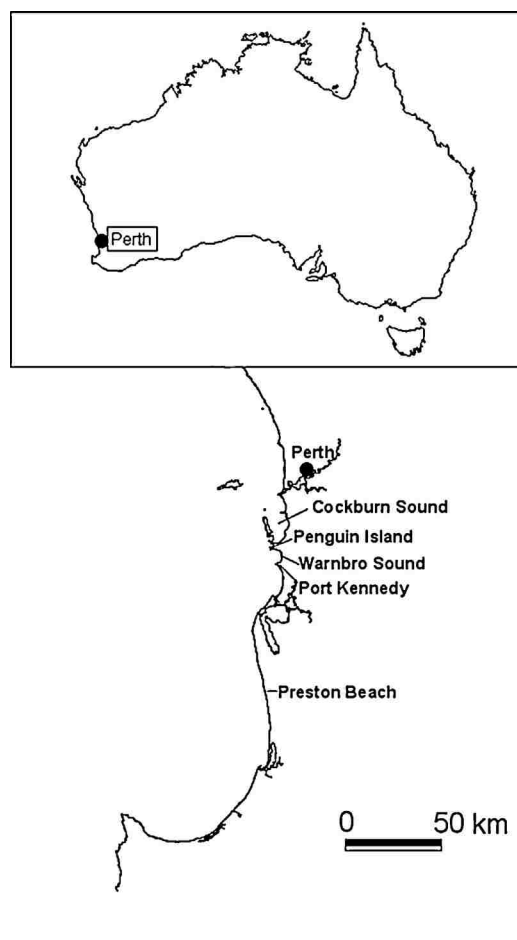 Perth
Perth
Cockburn Sound
Penguin Island
Warnbro Sound
Port Kennedy
Preston Beach
0 50 km